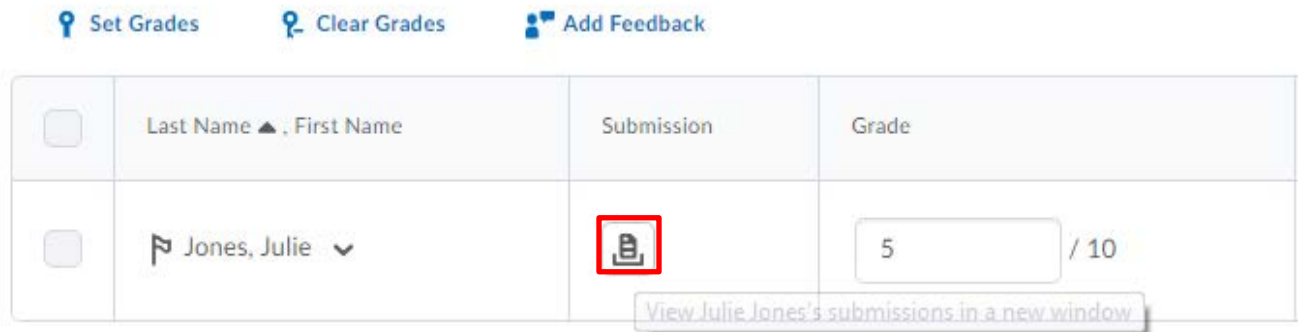 Set Grades Clear Grades Add Feedback
Last Name ▲ , First Name Submission Grade
Jones, Julie 5 / 10
View Julie Jones's submissions in a new window